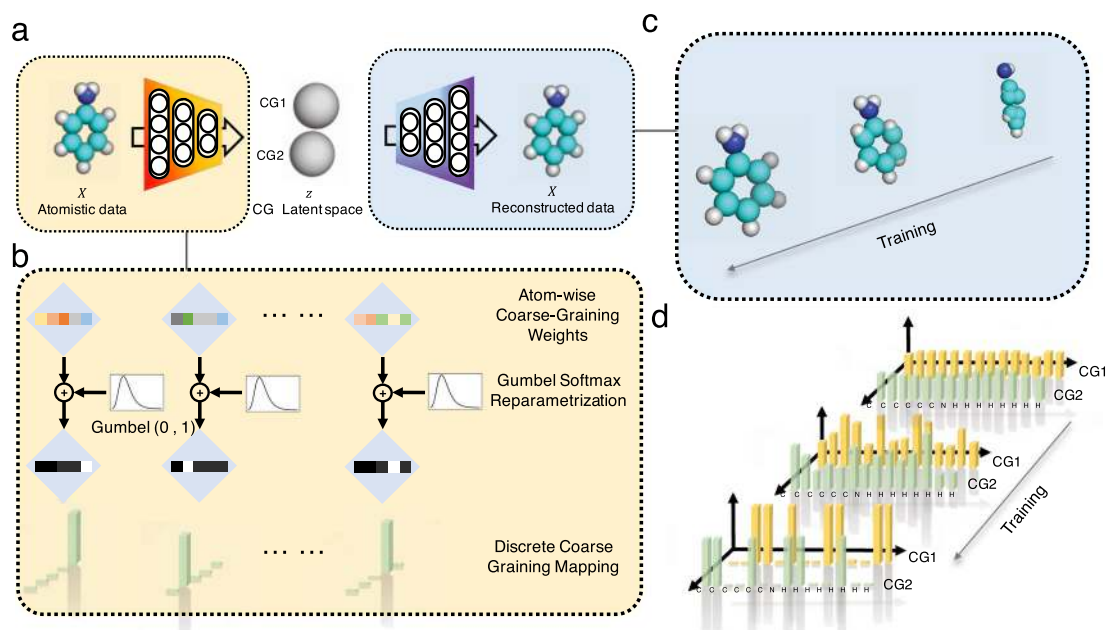 a
CG1
CG2
X
Atomistic data
z
CG Latent space
X
Reconstructed data
c
Training
b
Atom-wise
Coarse-Graining
Weights
... ...
Gumbel Softmax
Reparametrization
Gumbel (0 , 1)
... ...
Discrete Coarse
Graining Mapping
d
CG1
CG2
C C C C C C N H H H H H H H
CG1
CG2
C C C C C C N H H H H H H H
CG1
CG2
C C C C C C N H H H H H H H
Training